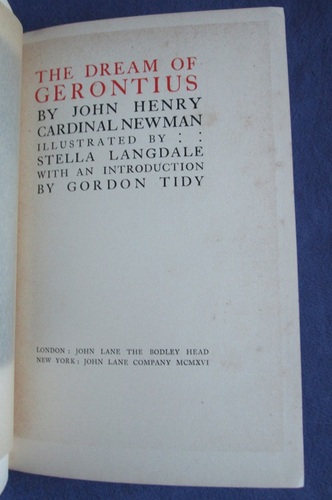 THE DREAM OF
GERONTIUS
BY JOHN HENRY
CARDINAL NEWMAN
ILLUSTRATED BY : :
STELLA LANGDALE
WITH AN INTRODUCTION
BY GORDON TIDY
LONDON : JOHN LANE THE BODLEY HEAD
NEW YORK : JOHN LANE COMPANY MCMXVI